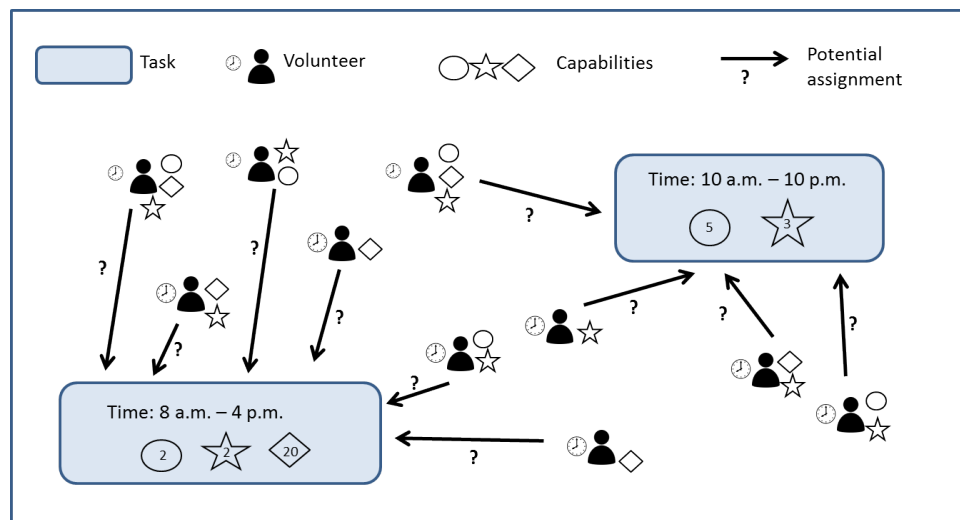 Task
Volunteer
Capabilities
Potential
assignment
?
Time: 10 a.m. – 10 p.m.
5
3
?
?
?
?
?
?
?
?
?
?
Time: 8 a.m. – 4 p.m.
2
2
20
?